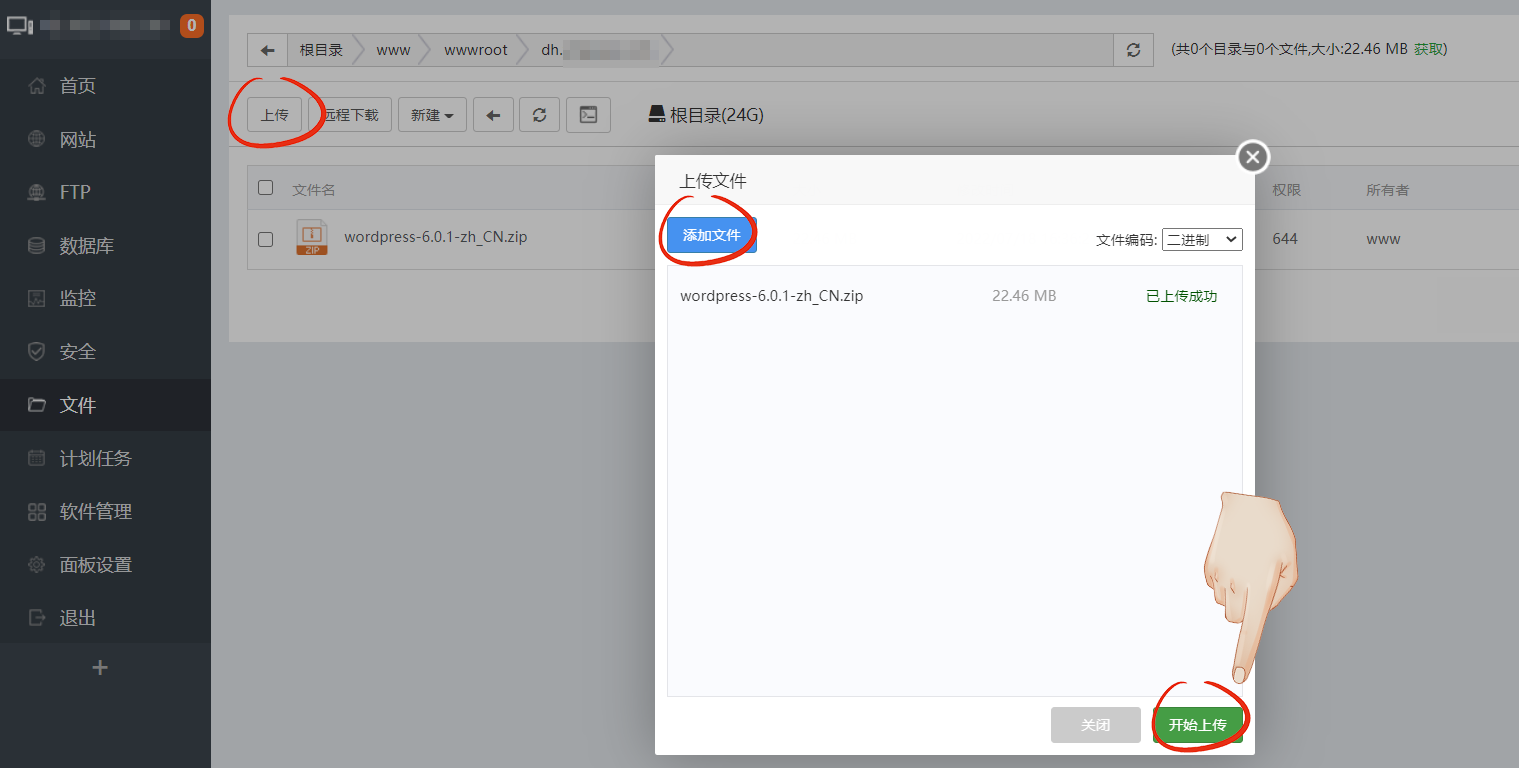 0
首页
网站
FTP
数据库
监控
安全
文件
计划任务
软件管理
面板设置
退出
根目录 www wwwroot dh.
(共0个目录与0个文件,大小:22.46 MB 获取)
上传 远程下载 新建 根目录(24G)
文件名 权限 所有者
wordpress-6.0.1-zh_CN.zip 644 www
ZIP
上传文件
添加文件 文件编码: 二进制
wordpress-6.0.1-zh_CN.zip 22.46 MB 已上传成功
关闭 开始上传